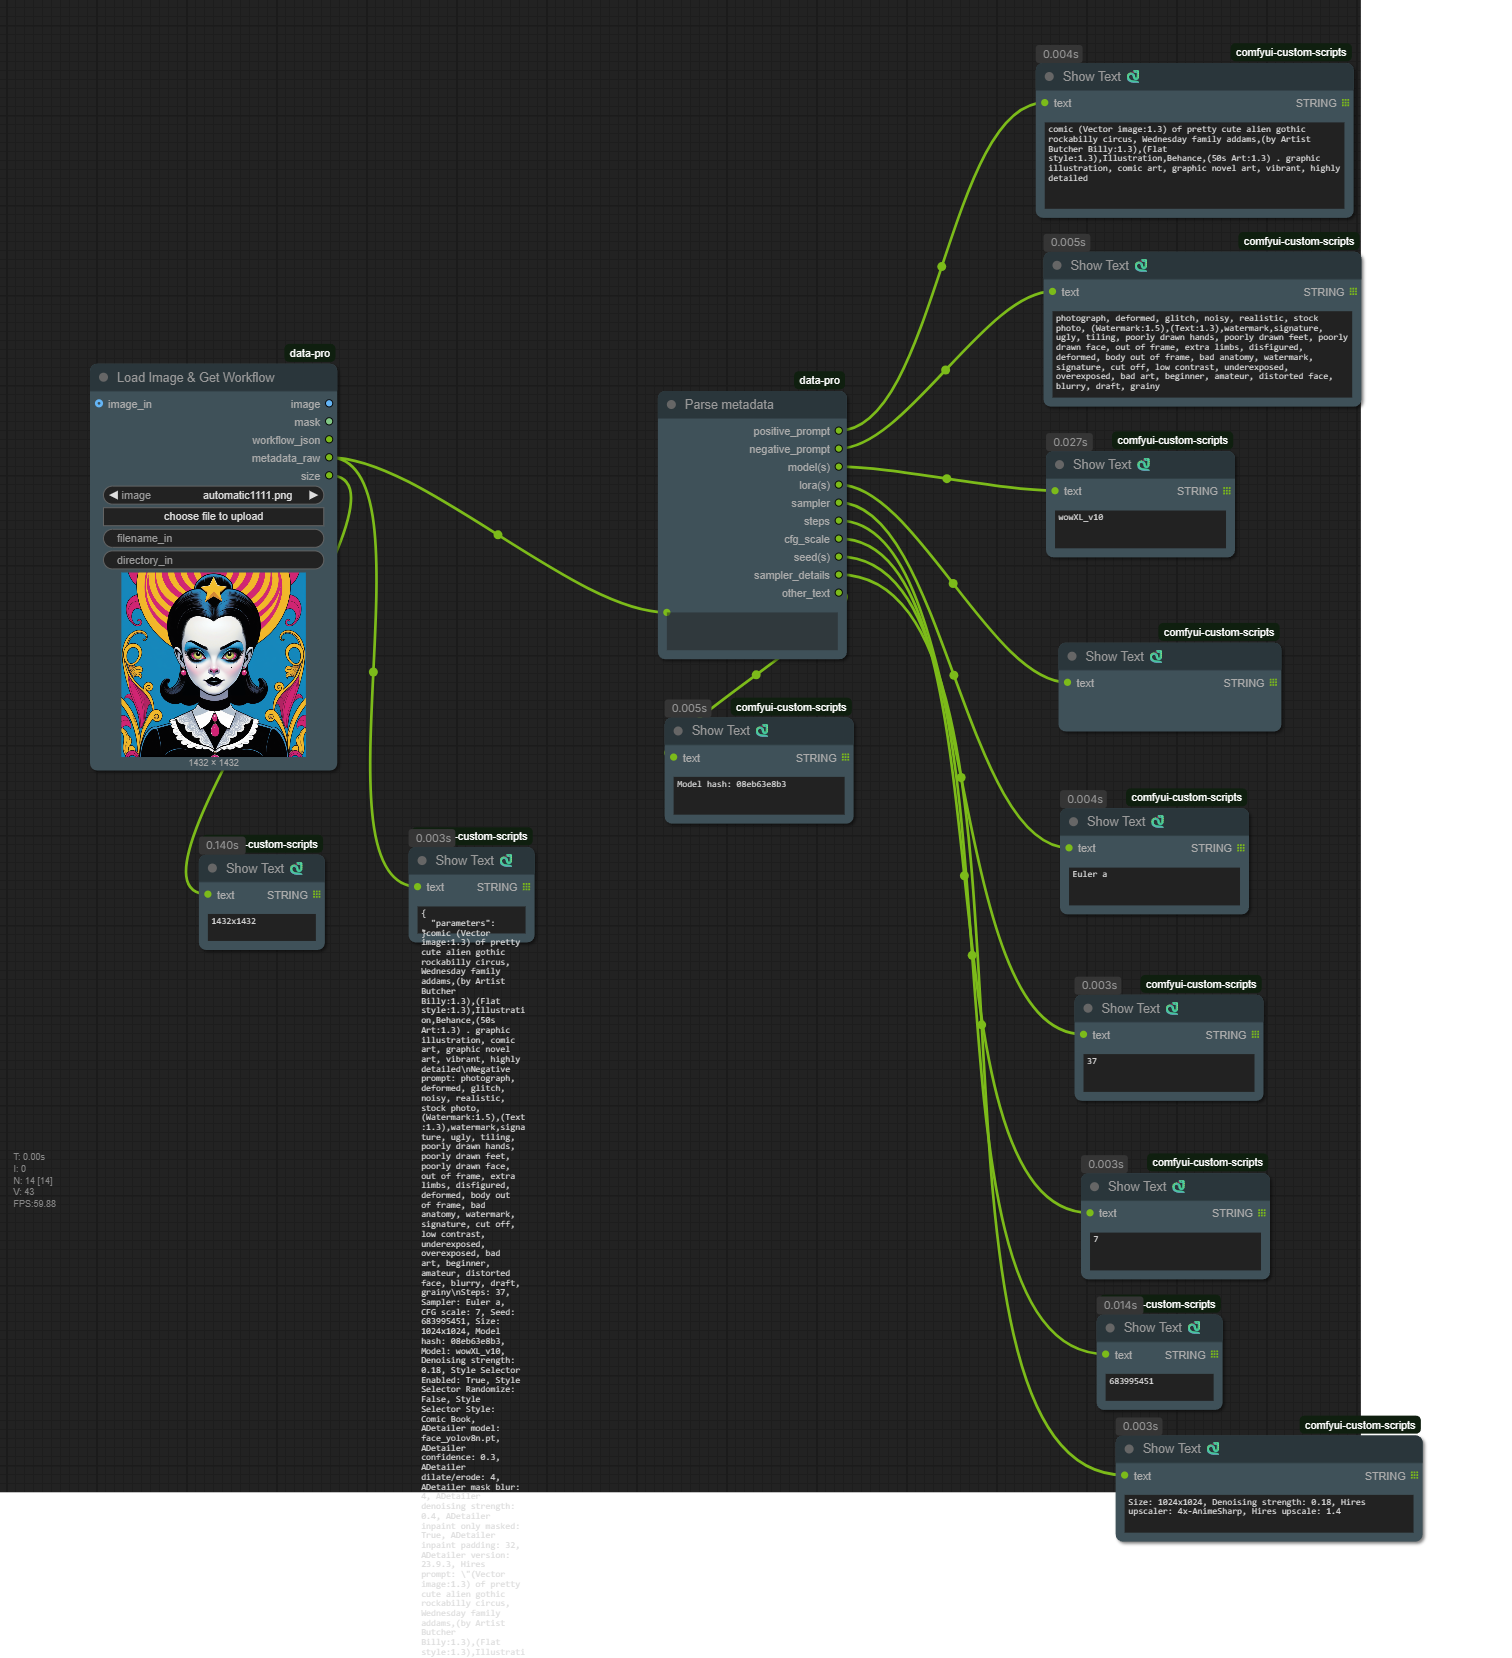 0.004s
comfyui-custom-scripts
Show Text
text
STRING
comic (Vector image:1.3) of pretty cute alien gothic
rockabilly circus, Wednesday family addams,(by Artist
Butcher Billy:1.3),(Flat
style:1.3),Illustration,Behance,(50s Art:1.3) . graphic
illustration, comic art, graphic novel art, vibrant, highly
detailed
0.005s
comfyui-custom-scripts
Show Text
text
STRING
photograph, deformed, glitch, noisy, realistic, stock
photo, (Watermark:1.5),(Text:1.3),watermark,signature,
ugly, tiling, poorly drawn hands, poorly drawn feet, poorly
drawn face, out of frame, extra limbs, disfigured,
deformed, body out of frame, bad anatomy, watermark,
signature, cut off, low contrast, underexposed,
overexposed, bad art, beginner, amateur, distorted face,
blurry, draft, grainy
data-pro
Load Image & Get Workflow
image_in
image
mask
workflow_json
metadata_raw
size
image
automatic1111.png
choose file to upload
filename_in
directory_in
1432 × 1432
data-pro
Parse metadata
positive_prompt
negative_prompt
model(s)
lora(s)
sampler
steps
cfg_scale
seed(s)
sampler_details
other_text
0.027s
comfyui-custom-scripts
Show Text
text
STRING
wowXL_v10
comfyui-custom-scripts
Show Text
text
STRING
0.005s
comfyui-custom-scripts
Show Text
text
STRING
Model hash: 08eb63e8b3
0.004s
comfyui-custom-scripts
Show Text
text
STRING
Euler a
0.140s
-custom-scripts
Show Text
text
STRING
1432x1432
0.003s
-custom-scripts
Show Text
text
STRING
{
"parameters":
comic (Vector
image:1.3) of pretty
cute alien gothic
rockabilly circus,
Wednesday family
addams,(by Artist
Butcher
Billy:1.3),(Flat
style:1.3),Illustrati
on,Behance,(50s
Art:1.3) . graphic
illustration, comic
art, graphic novel
art, vibrant, highly
detailed\nNegative
prompt: photograph,
deformed, glitch,
noisy, realistic,
stock photo,
(Watermark:1.5),(Text
:1.3),watermark,signa
ture, ugly, tiling,
poorly drawn hands,
poorly drawn feet,
poorly drawn face,
out of frame, extra
limbs, disfigured,
deformed, body out
of frame, bad
anatomy, watermark,
signature, cut off,
low contrast,
underexposed,
overexposed, bad
art, beginner,
amateur, distorted
face, blurry, draft,
grainy\nSteps: 37,
Sampler: Euler a,
CFG scale: 7, Seed:
683995451, Size:
1024x1024, Model
hash: 08eb63e8b3,
Model: wowXL_v10,
Denoising strength:
0.18, Style Selector
Enabled: True, Style
Selector Randomize:
False, Style
Selector Style:
Comic Book,
ADetailer model:
face_yolov8n.pt,
ADetailer
confidence: 0.3,
ADetailer
dilate/erode: 4,
ADetailer mask blur:
4, ADetailer
denoising strength:
0.4, ADetailer
inpaint only masked:
True, ADetailer
inpaint padding: 32,
ADetailer version:
23.9.3, Hires
prompt: \"(Vector
image:1.3) of pretty
cute alien gothic
rockabilly circus,
Wednesday family
addams,(by Artist
Butcher
Billy:1.3),(Flat
style:1.3),Illustrati
0.003s
comfyui-custom-scripts
Show Text
text
STRING
37
T: 0.00s
I: 0
N: 14 [14]
V: 43
FPS:59.88
0.003s
comfyui-custom-scripts
Show Text
text
STRING
7
0.014s
-custom-scripts
Show Text
text
STRING
683995451
0.003s
comfyui-custom-scripts
Show Text
text
STRING
Size: 1024x1024, Denoising strength: 0.18, Hires
upscaler: 4x-AnimeSharp, Hires upscale: 1.4